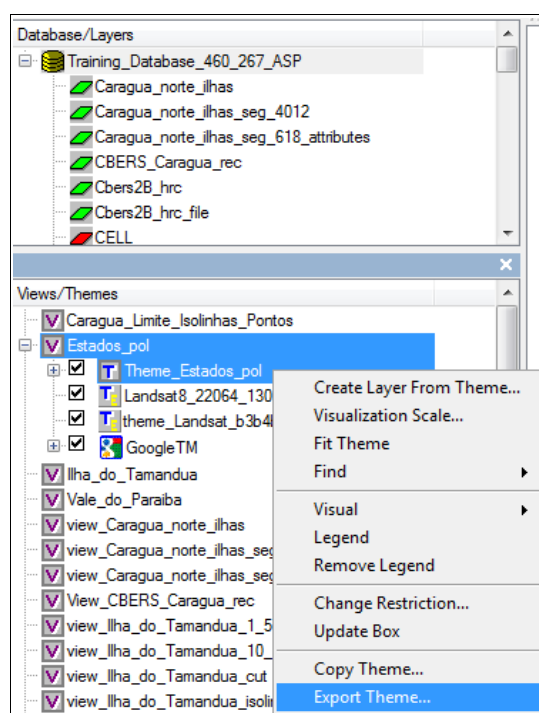 Database/Layers
Training_Database_460_267_ASP
Caragua_norte_ilhas
Caragua_norte_ilhas_seg_4012
Caragua_norte_ilhas_seg_618_attributes
CBERS_Caragua_rec
Cbers2B_hrc
Cbers2B_hrc_file
CELL
Views/Themes
Caragua_Limite_Isolinhas_Pontos
Estados_pol
Theme_Estados_pol
Landsat8_22064_130
theme_Landsat_b3b4
GoogleTM
Ilha_do_Tamandua
Vale_do_Paraiba
view_Caragua_norte_ilhas
view_Caragua_norte_ilhas_seg
view_Caragua_norte_ilhas_seg
View_CBERS_Caragua_rec
view_Ilha_do_Tamandua_1_5
view_Ilha_do_Tamandua_10_
view_Ilha_do_Tamandua_cut
view_Ilha_do_Tamandua_isoli
Create Layer From Theme...
Visualization Scale...
Fit Theme
Find
Visual
Legend
Remove Legend
Change Restriction...
Update Box
Copy Theme...
Export Theme...